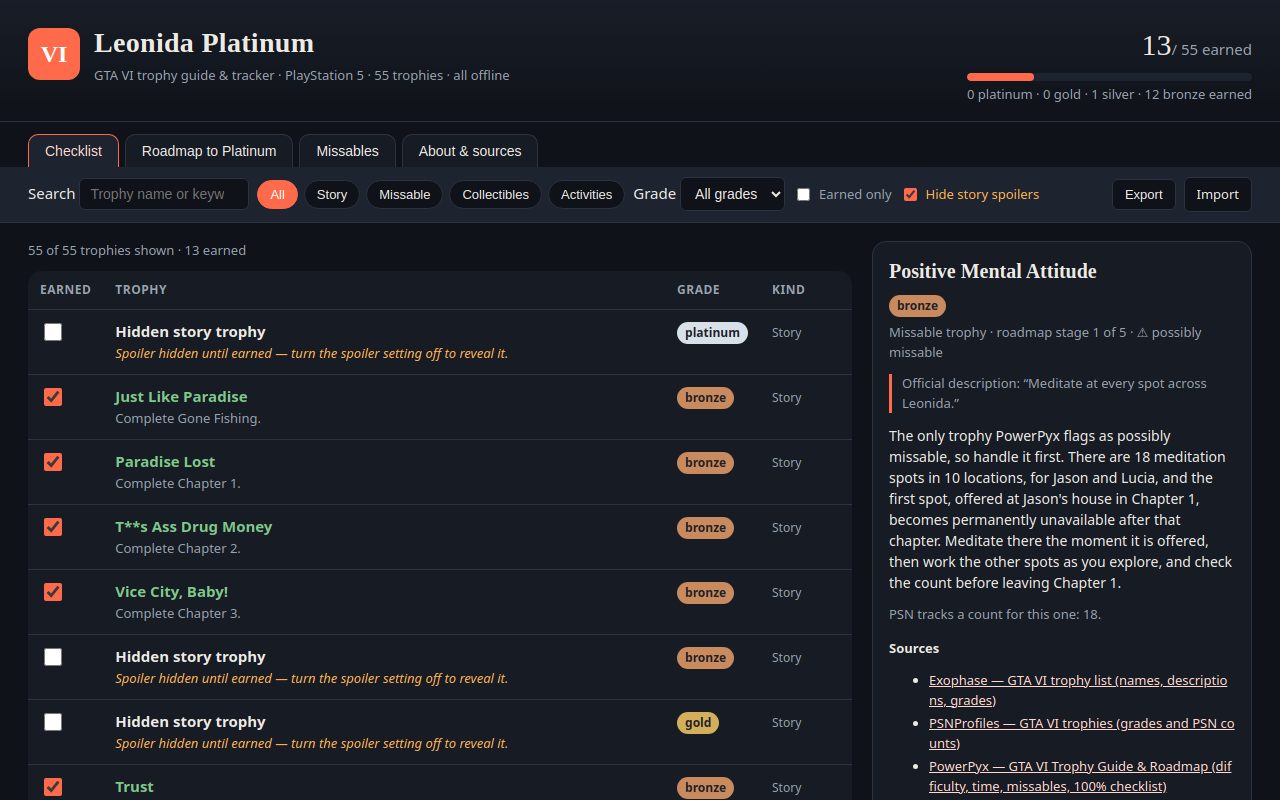 VI
Leonida Platinum
GTA VI trophy guide & tracker · PlayStation 5 · 55 trophies · all offline
13/ 55 earned
0 platinum · 0 gold · 1 silver · 12 bronze earned
Checklist
Roadmap to Platinum
Missables
About & sources
Search
Trophy name or keyw
All
Story
Missable
Collectibles
Activities
Grade
All grades
Earned only
Hide story spoilers
Export
Import
55 of 55 trophies shown · 13 earned
EARNED TROPHY GRADE KIND
Hidden story trophy platinum Story
Spoiler hidden until earned — turn the spoiler setting off to reveal it.
Just Like Paradise bronze Story
Complete Gone Fishing.
Paradise Lost bronze Story
Complete Chapter 1.
T**s Ass Drug Money bronze Story
Complete Chapter 2.
Vice City, Baby! bronze Story
Complete Chapter 3.
Hidden story trophy bronze Story
Spoiler hidden until earned — turn the spoiler setting off to reveal it.
Hidden story trophy gold Story
Spoiler hidden until earned — turn the spoiler setting off to reveal it.
Trust bronze Story
Positive Mental Attitude
bronze
Missable trophy · roadmap stage 1 of 5 · ⚠ possibly
missable
Official description: “Meditate at every spot across
Leonida.”
The only trophy PowerPyx flags as possibly
missable, so handle it first. There are 18 meditation
spots in 10 locations, for Jason and Lucia, and the
first spot, offered at Jason's house in Chapter 1,
becomes permanently unavailable after that
chapter. Meditate there the moment it is offered,
then work the other spots as you explore, and check
the count before leaving Chapter 1.
PSN tracks a count for this one: 18.
Sources
• Exophase — GTA VI trophy list (names, descriptio
ns, grades)
• PSNProfiles — GTA VI trophies (grades and PSN co
unts)
• PowerPyx — GTA VI Trophy Guide & Roadmap (dif
ficulty, time, missables, 100% checklist)